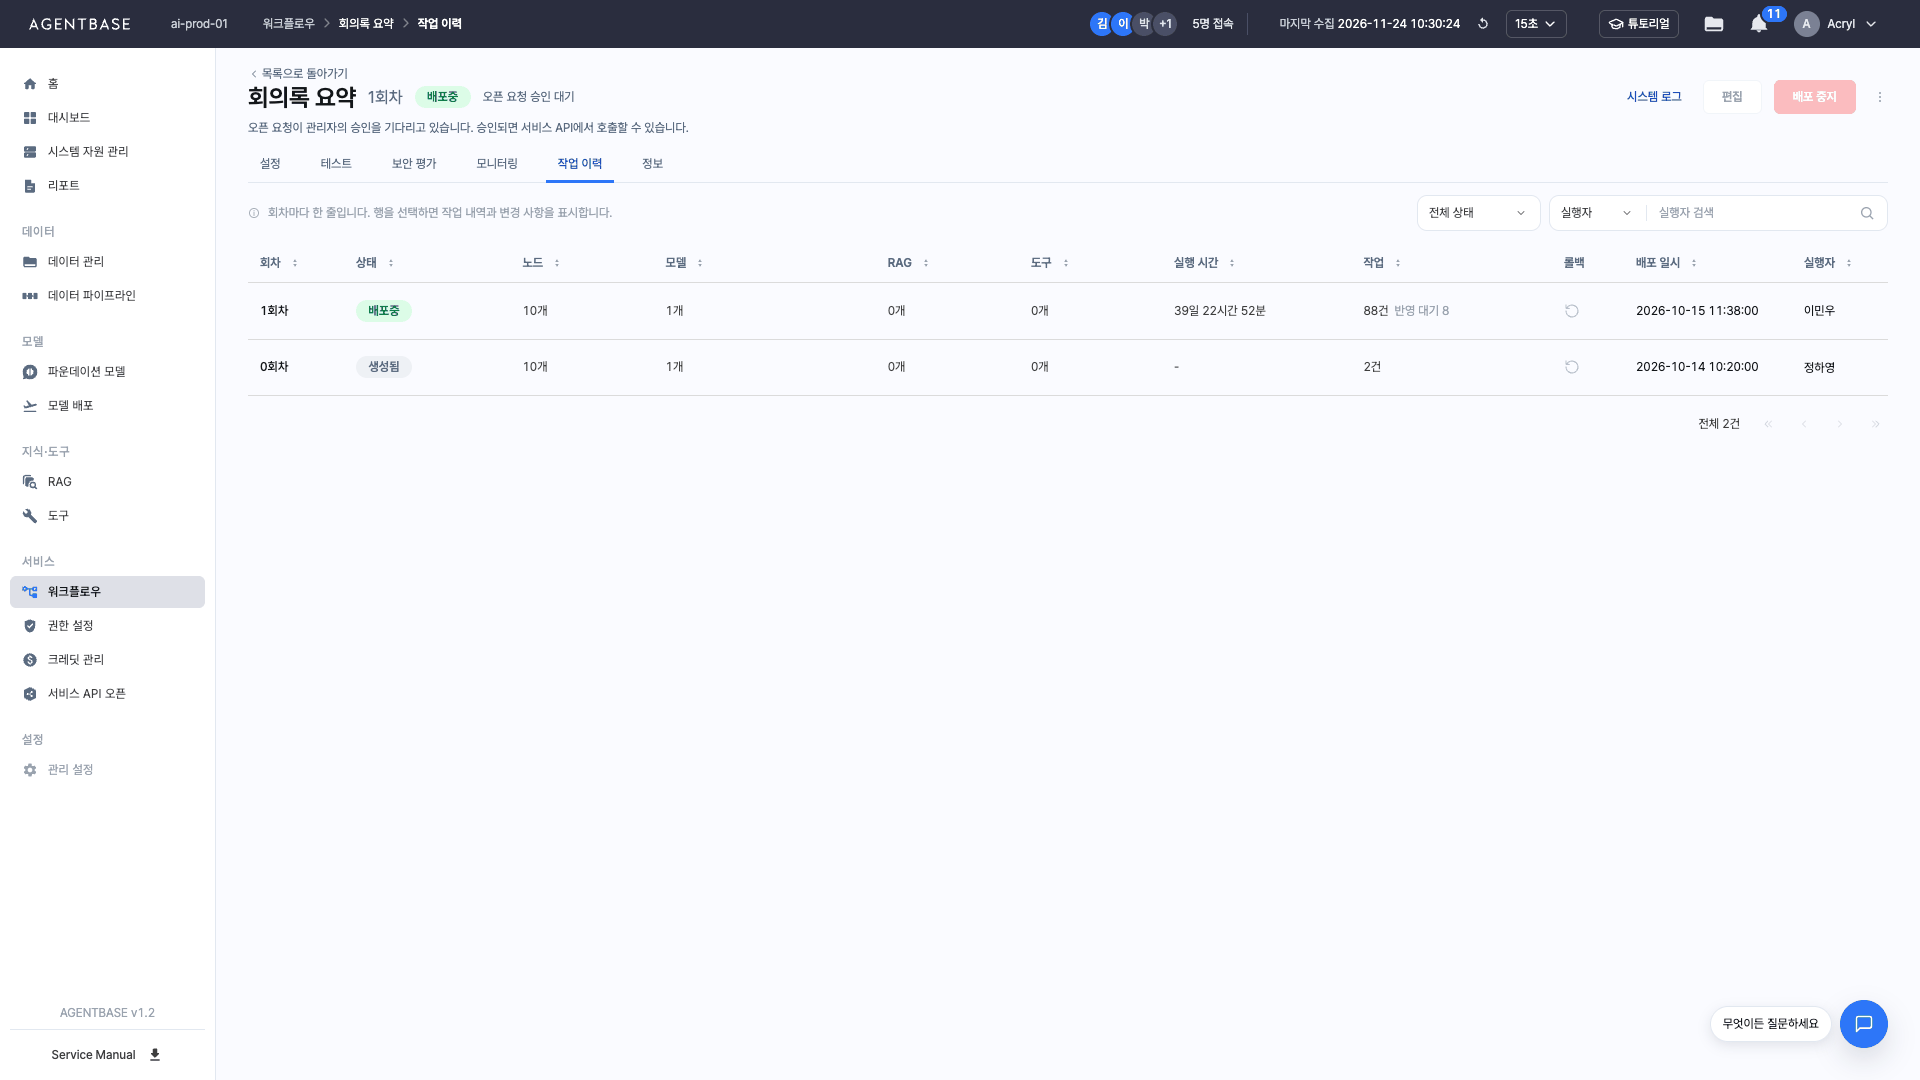 AGENTBASE
ai-prod-01
워크플로우 > 회의록 요약 > 작업 이력
김 이 박 +1 5명 접속
마지막 수집 2026-11-24 10:30:24
15초
튜토리얼
11
A Acryl
홈
대시보드
시스템 자원 관리
리포트
데이터
데이터 관리
데이터 파이프라인
모델
파운데이션 모델
모델 배포
지식·도구
RAG
도구
서비스
워크플로우
권한 설정
크레딧 관리
서비스 API 오픈
설정
관리 설정
AGENTBASE v1.2
Service Manual
목록으로 돌아가기
회의록 요약 1회차 배포중 오픈 요청 승인 대기
시스템 로그 편집 배포 중지
오픈 요청이 관리자의 승인을 기다리고 있습니다. 승인되면 서비스 API에서 호출할 수 있습니다.
설정 테스트 보안 평가 모니터링 작업 이력 정보
회차마다 한 줄입니다. 행을 선택하면 작업 내역과 변경 사항을 표시합니다.
전체 상태 실행자 실행자 검색
회차 상태 노드 모델 RAG 도구 실행 시간 작업 롤백 배포 일시 실행자
1회차 배포중 10개 1개 0개 0개 39일 22시간 52분 88건 반영 대기 8 2026-10-15 11:38:00 이민우
0회차 생성됨 10개 1개 0개 0개 - 2건 2026-10-14 10:20:00 정하영
전체 2건
무엇이든 질문하세요